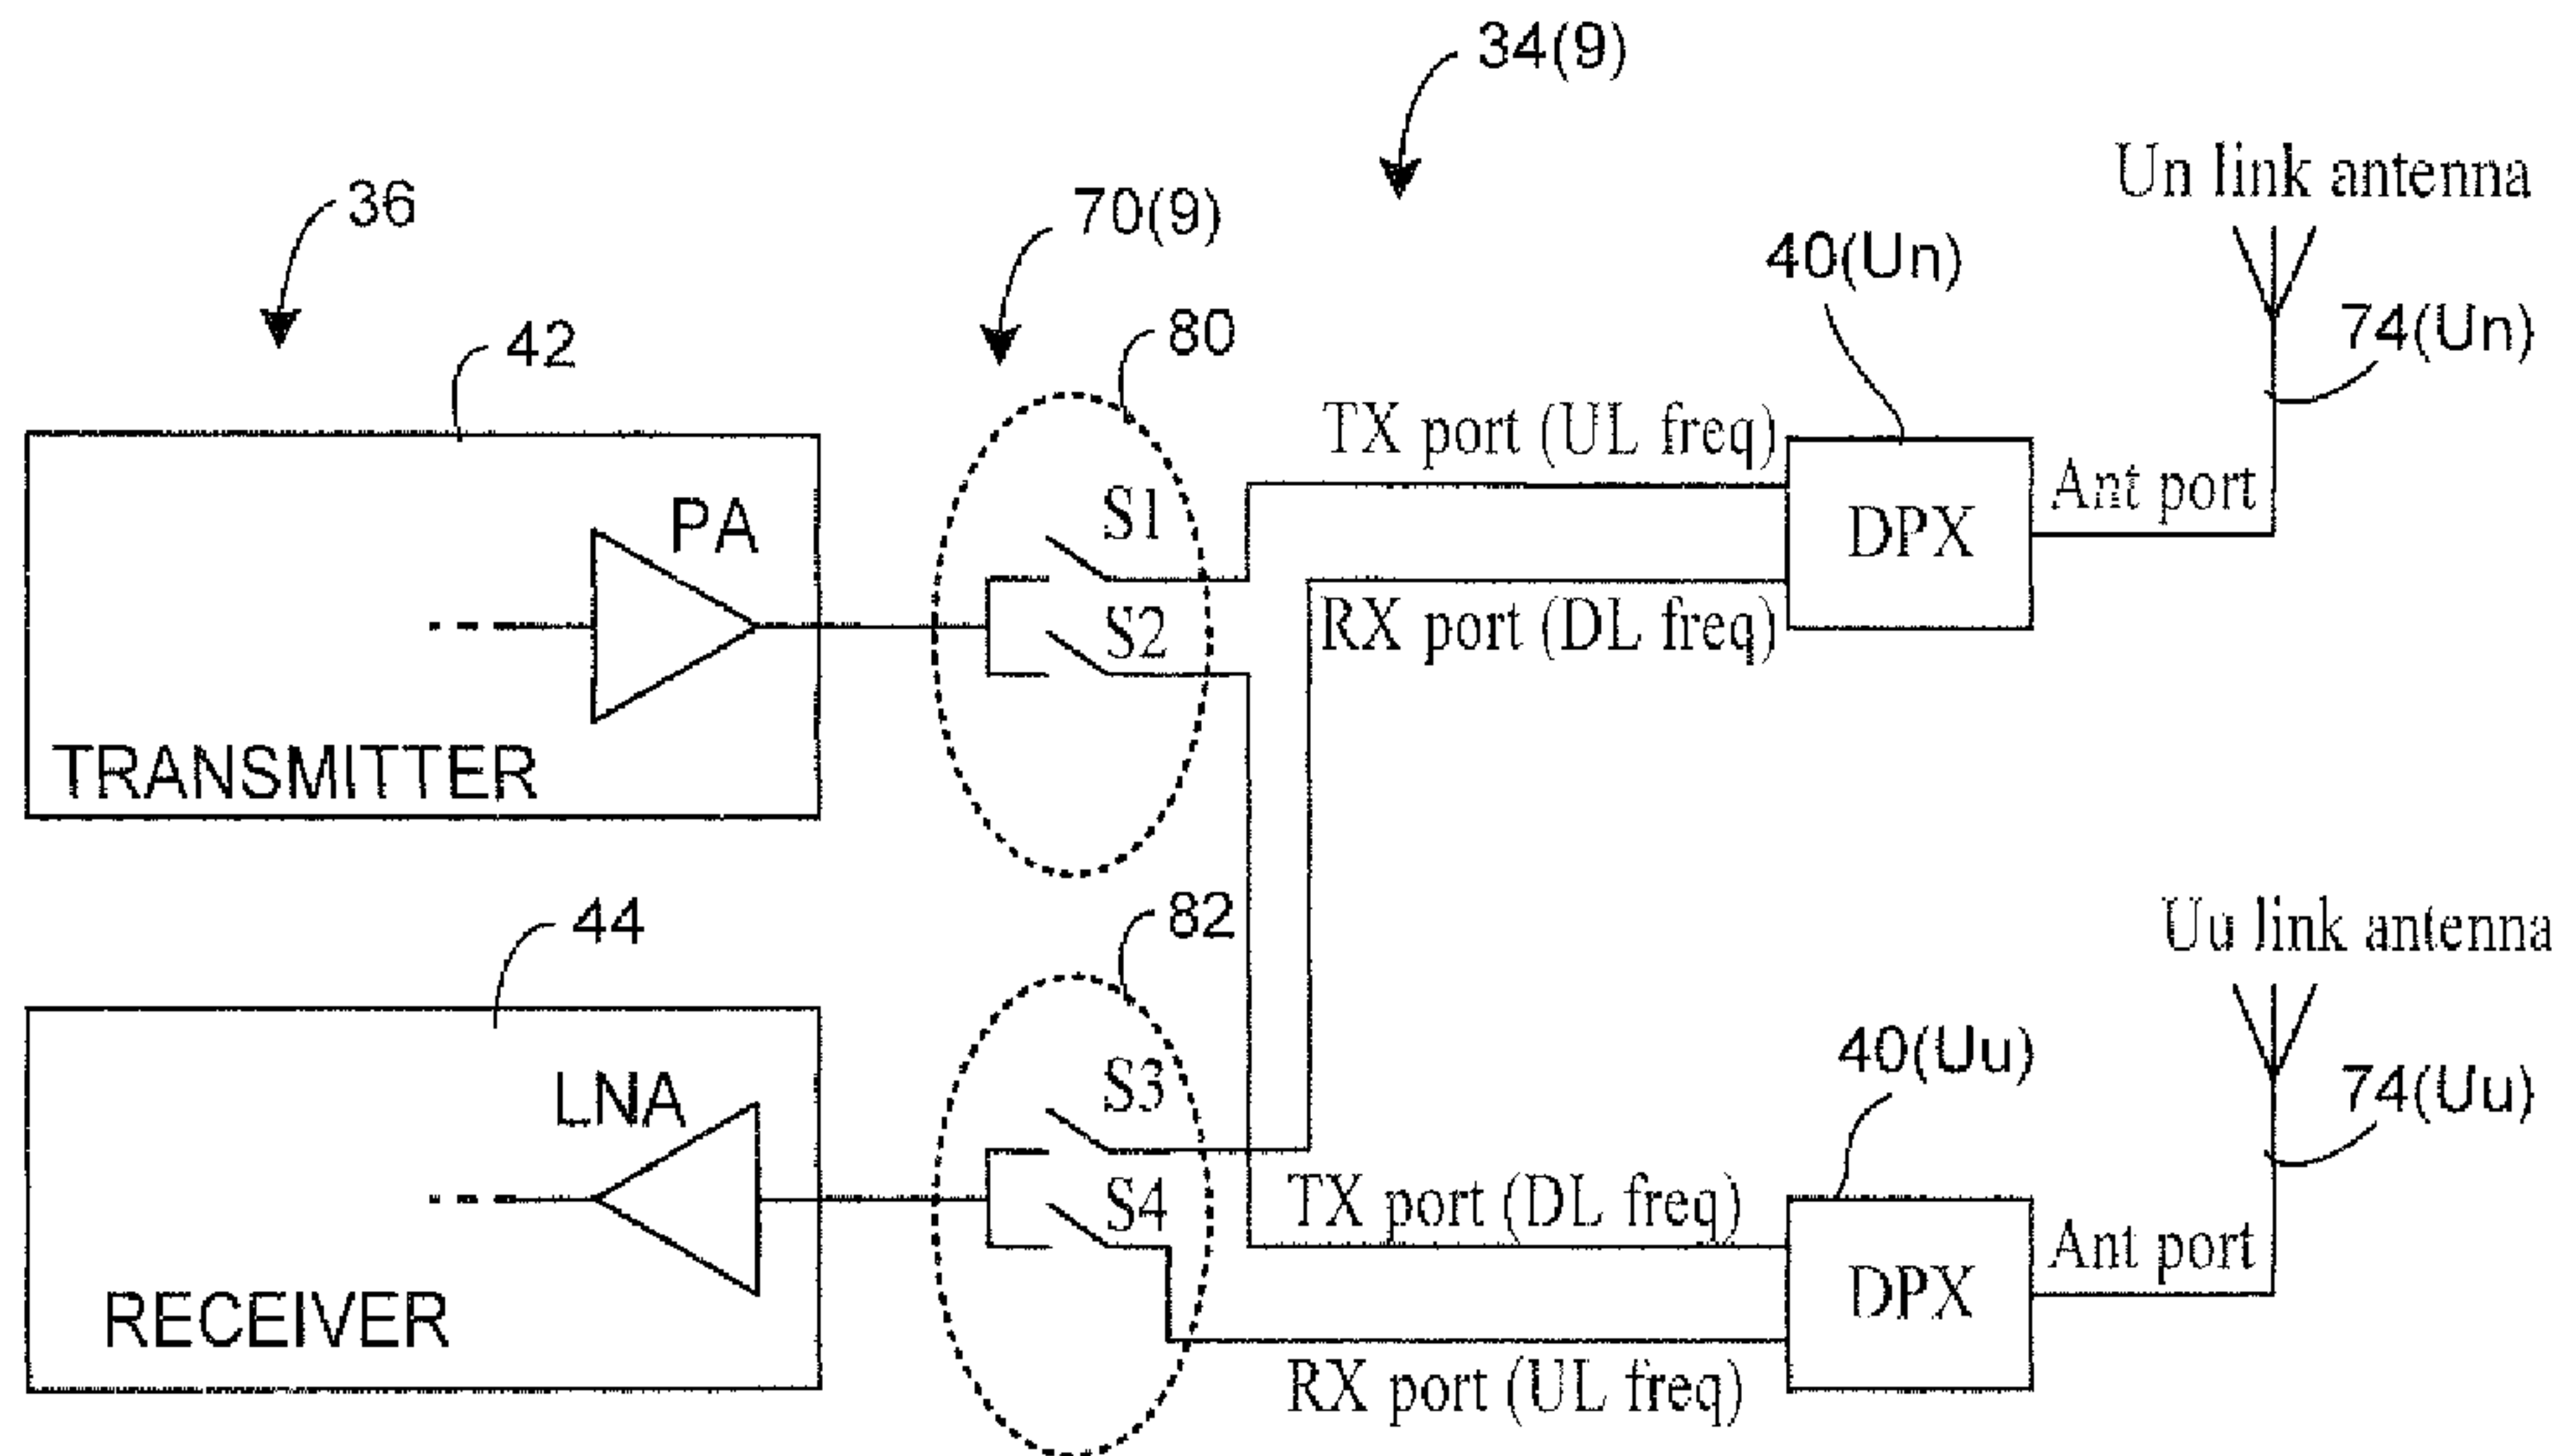 34(9)
Un link antenna
36
70(9)
40(Un)
74(Un)
42
80
TX port (UL freq)
PA
S1
Ant port
DPX
S2
RX port (DL freq)
TRANSMITTER
44
82
Uu link antenna
40(Uu)
LNA
S3
74(Uu)
S4
TX port (DL freq)
Ant port
DPX
RECEIVER
RX port (UL freq)